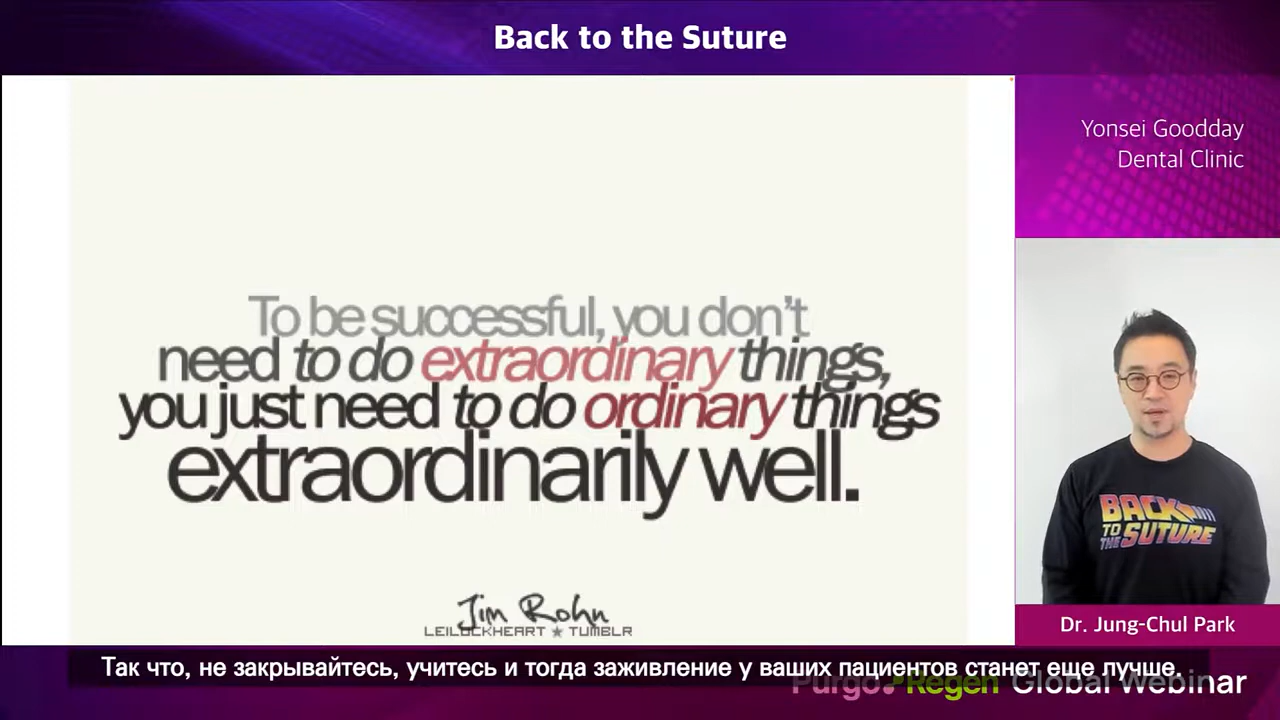 Back to the Suture
Yonsei Goodday
Dental Clinic
To be successful, you don't
need to do extraordinary things,
you just need to do ordinary things
extraordinarily well.
Jim Rohn
LEILOCKHEART ★ TUMBLR
BACK
TO
THE SUTURE
Dr. Jung-Chul Park
Так что, не закрывайтесь, учитесь и тогда заживление у ваших пациентов станет еще лучше.
Purgo Regen Global Webinar